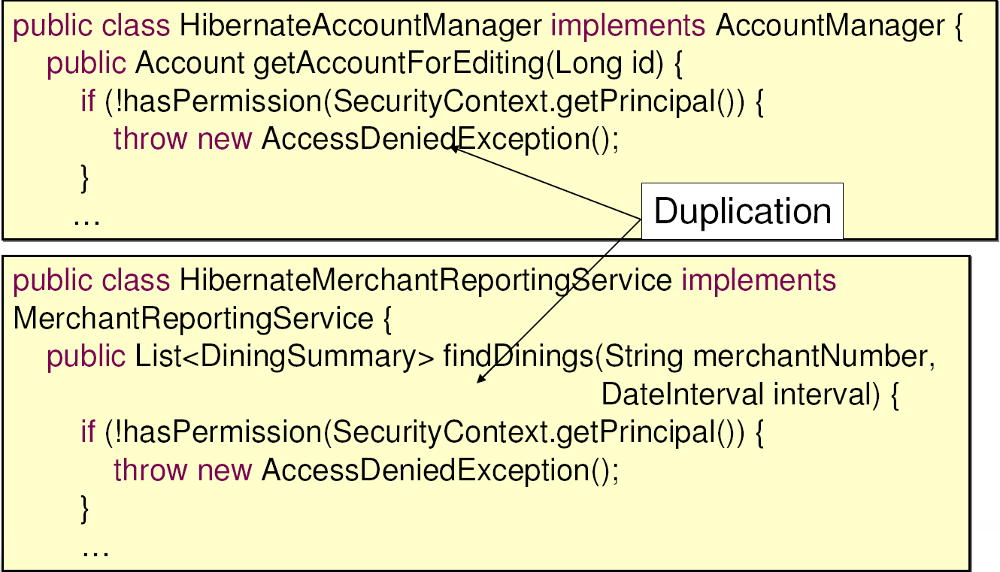 public class HibernateAccountManager implements AccountManager {
public Account getAccountForEditing(Long id) {
if (!hasPermission(SecurityContext.getPrincipal()) {
throw new AccessDeniedException();
}
…
Duplication
public class HibernateMerchantReportingService implements
MerchantReportingService {
public List<DiningSummary> findDinings(String merchantNumber,
DateInterval interval) {
if (!hasPermission(SecurityContext.getPrincipal()) {
throw new AccessDeniedException();
}
…